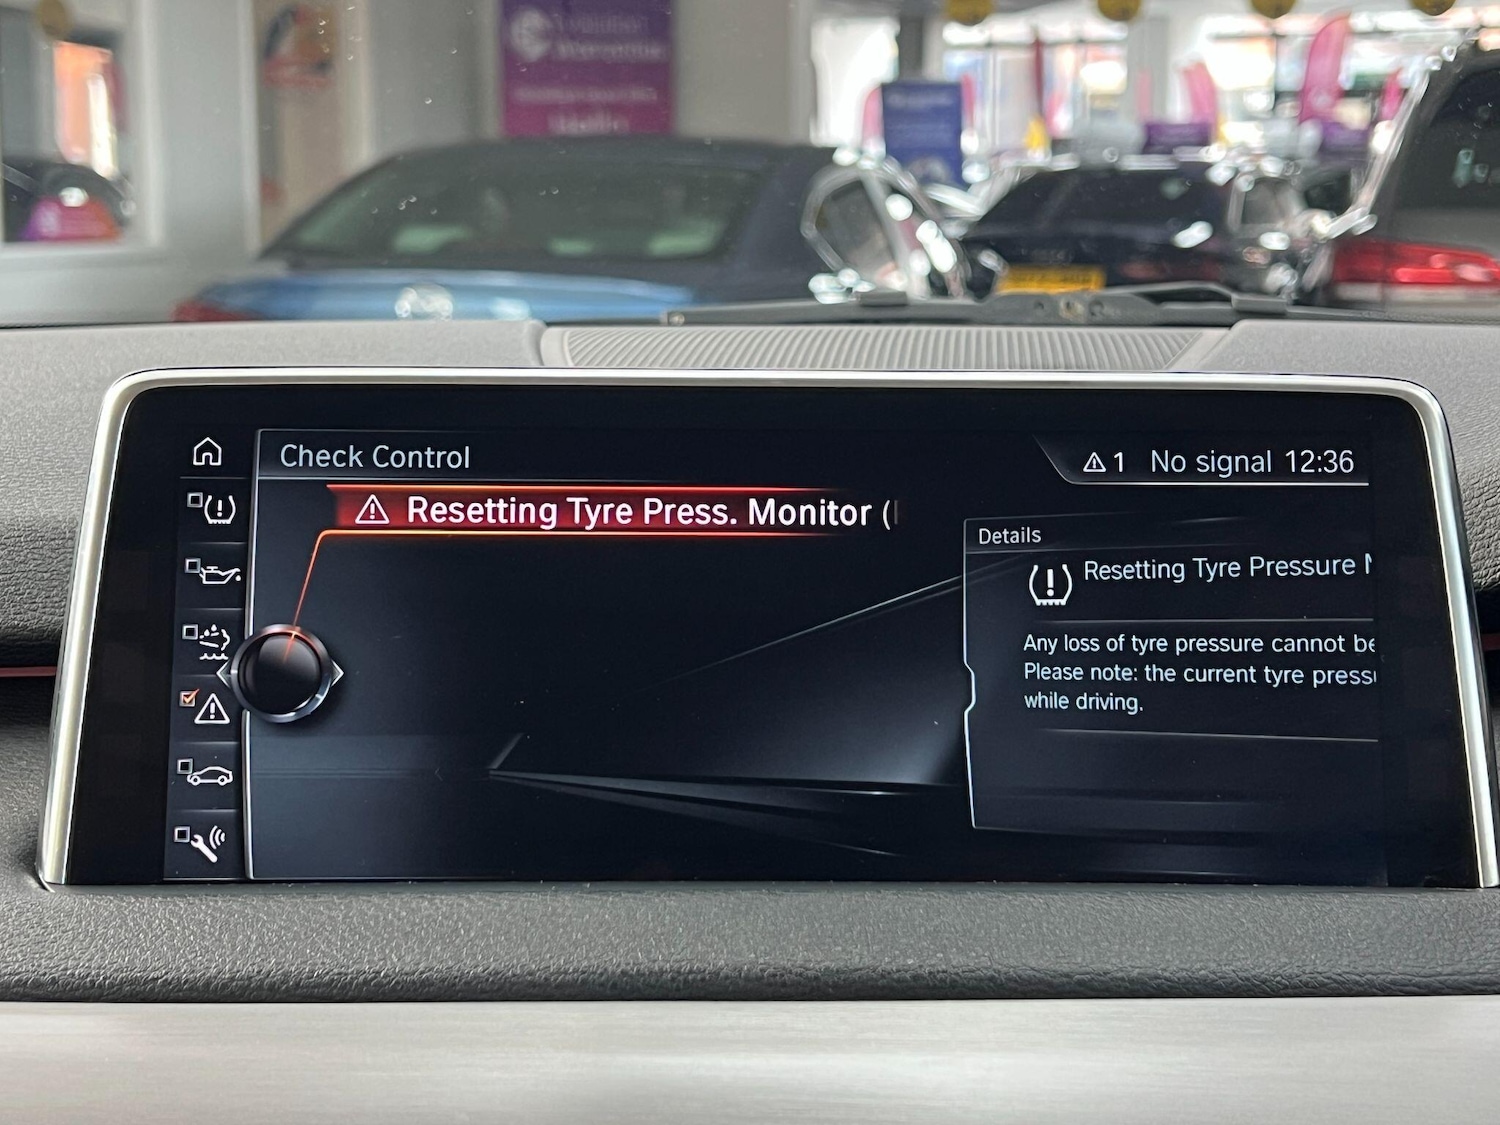 Check Control
1 No signal 12:36
Resetting Tyre Press. Monitor (
Details
Resetting Tyre Pressure
Any loss of tyre pressure cannot be
Please note: the current tyre
while driving.